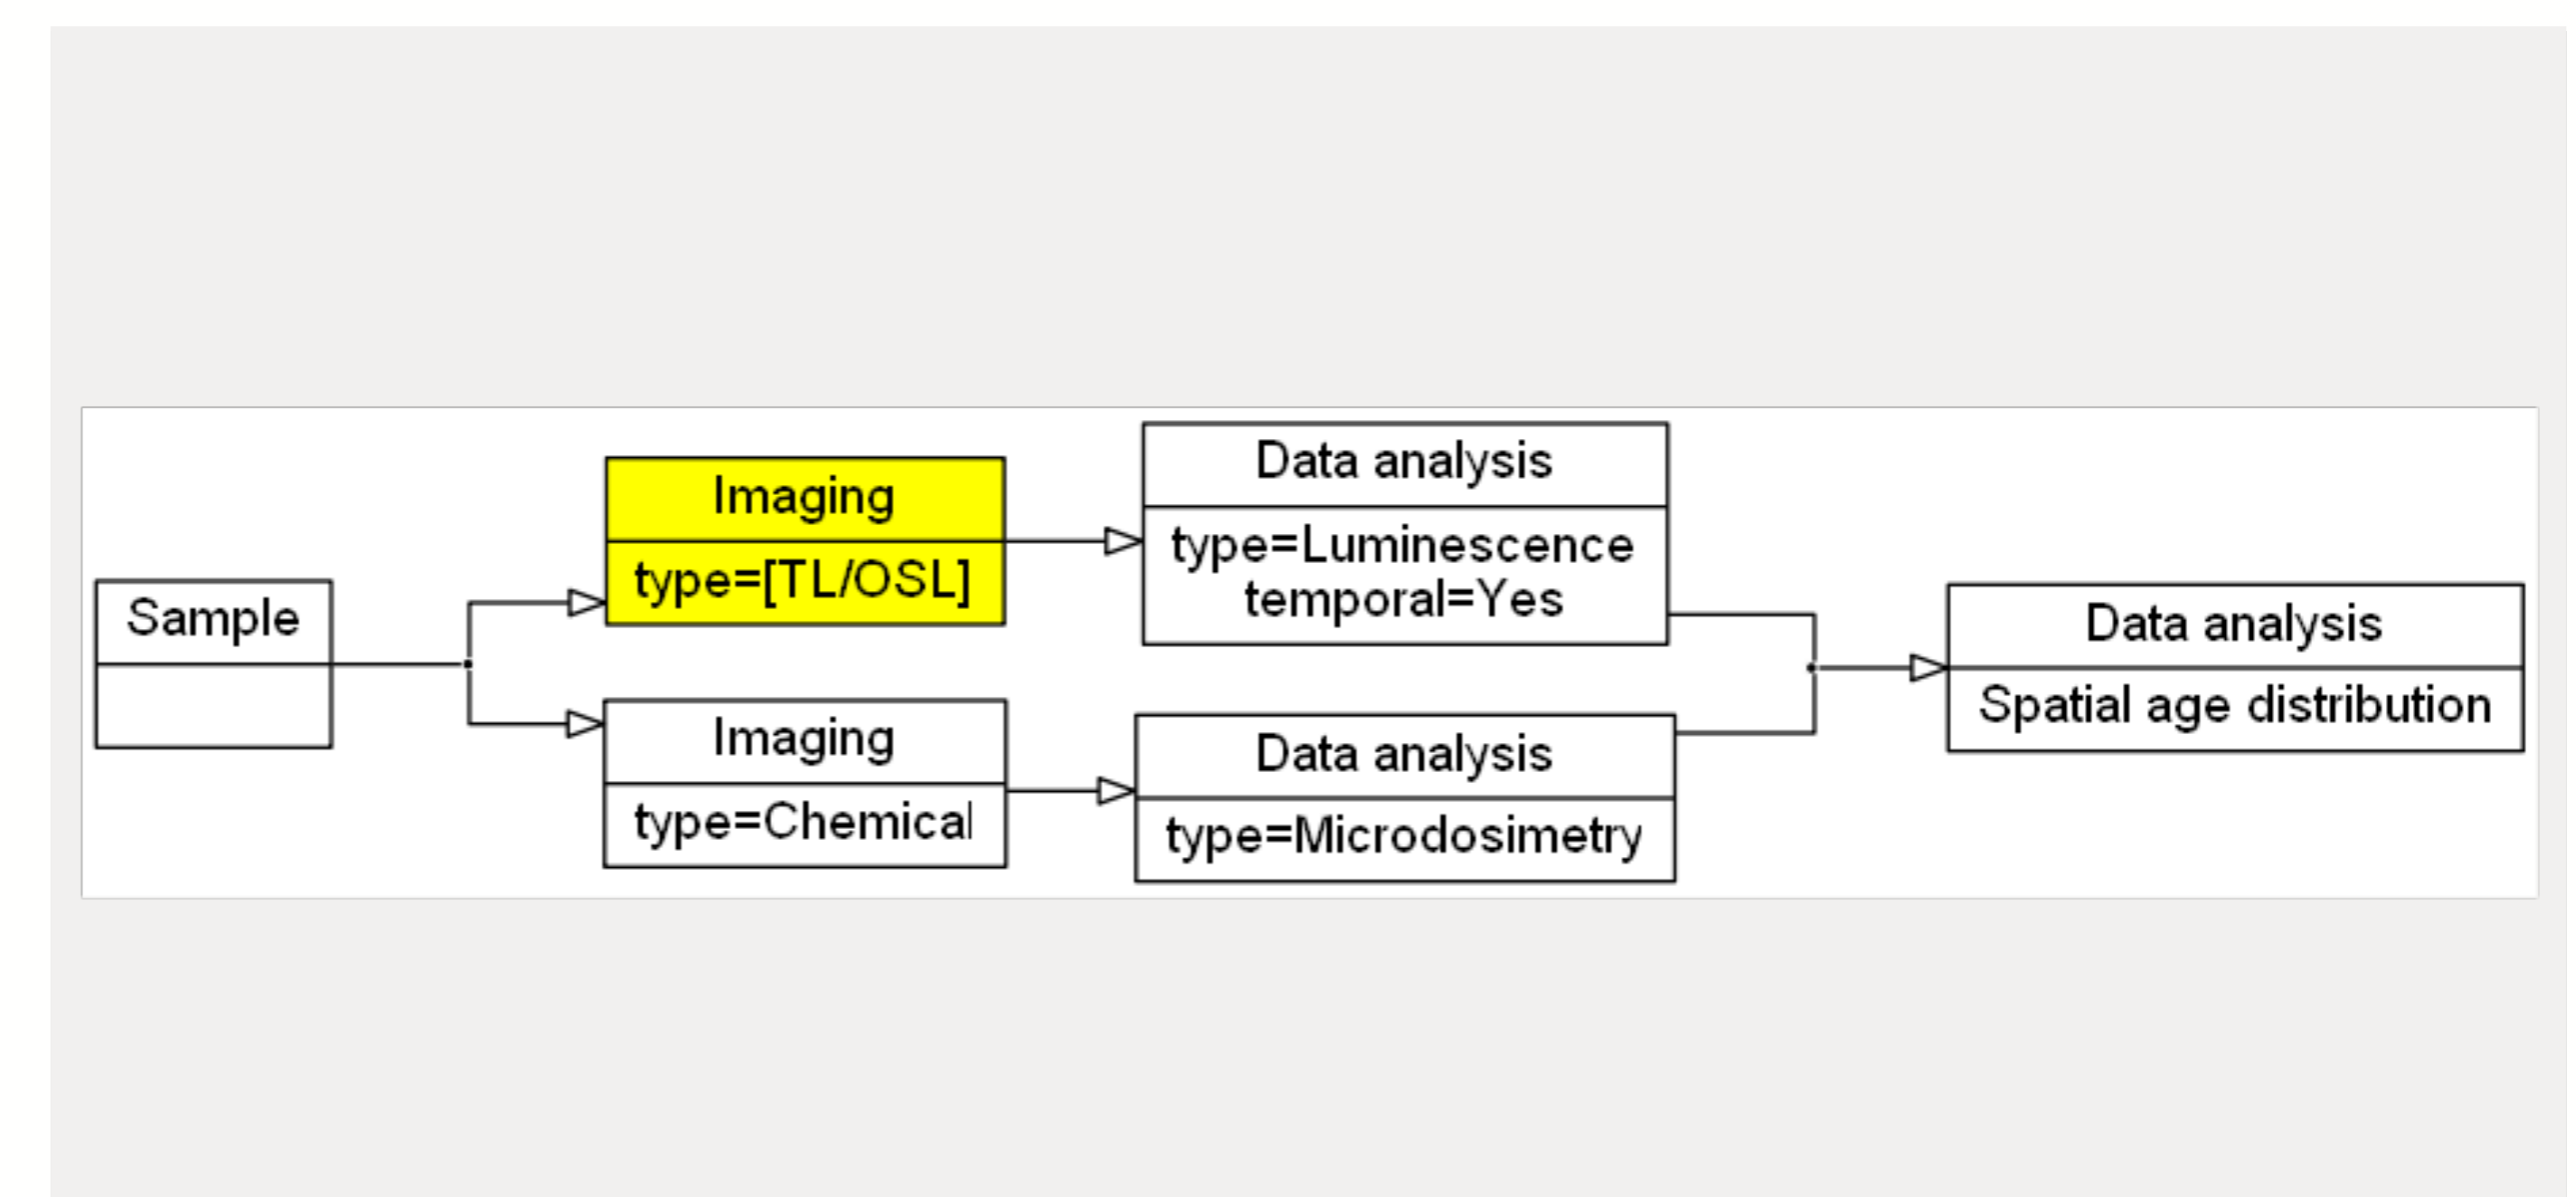 Sample
Imaging
type=[TL/OSL]
Data analysis
type=Luminescence
temporal=Yes
Imaging
type=Chemical
Data analysis
type=Microdosimetry
Data analysis
Spatial age distribution